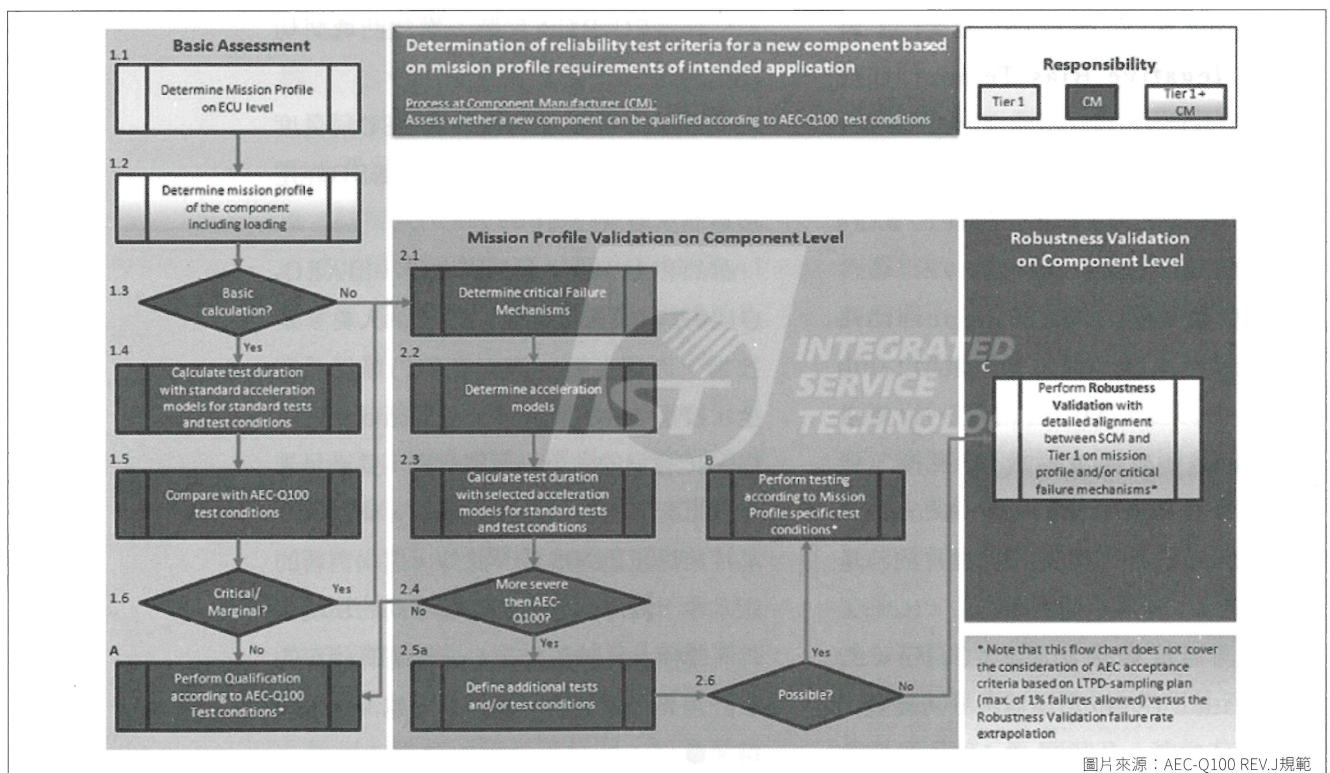 Basic Assessment
1.1
Determine Mission Profile
on ECU level
1.2
Determine mission profile
of the component
including loading
1.3
Basic
calculation?
No
Yes
1.4
Calculate test duration
with standard acceleration
models for standard tests
and test conditions
1.5
Compare with AEC-Q100
test conditions
1.6
Critical/
Marginal?
Yes
No
A
Perform Qualification
according to AEC-Q100
Test conditions*
Determination of reliability test criteria for a new component based
on mission profile requirements of intended application
Process at Component Manufacturer (CM):
Assess whether a new component can be qualified according to AEC-Q100 test conditions
Responsibility
Tier 1
CM
Tier 1 +
CM
Mission Profile Validation on Component Level
2.1
Determine critical Failure
Mechanisms
2.2
Determine acceleration
models
2.3
Calculate test duration
with selected acceleration
models for standard tests
and test conditions
2.4
More severe
then AEC-
Q100?
No
Yes
2.5a
Define additional tests
and/or test conditions
2.6
Possible?
Yes
No
B
Perform testing
according to Mission
Profile specific test
conditions*
Robustness Validation
on Component Level
C
Perform Robustness
Validation with
detailed alignment
between SCM and
Tier 1 on mission
profile and/or critical
failure mechanisms*
* Note that this flow chart does not cover
the consideration of AEC acceptance
criteria based on LTPD-sampling plan
(max. of 1% failures allowed) versus the
Robustness Validation failure rate
extrapolation
iST
INTEGRATED
SERVICE
TECHNOLOGY
圖片來源：AEC-Q100 REV.J規範